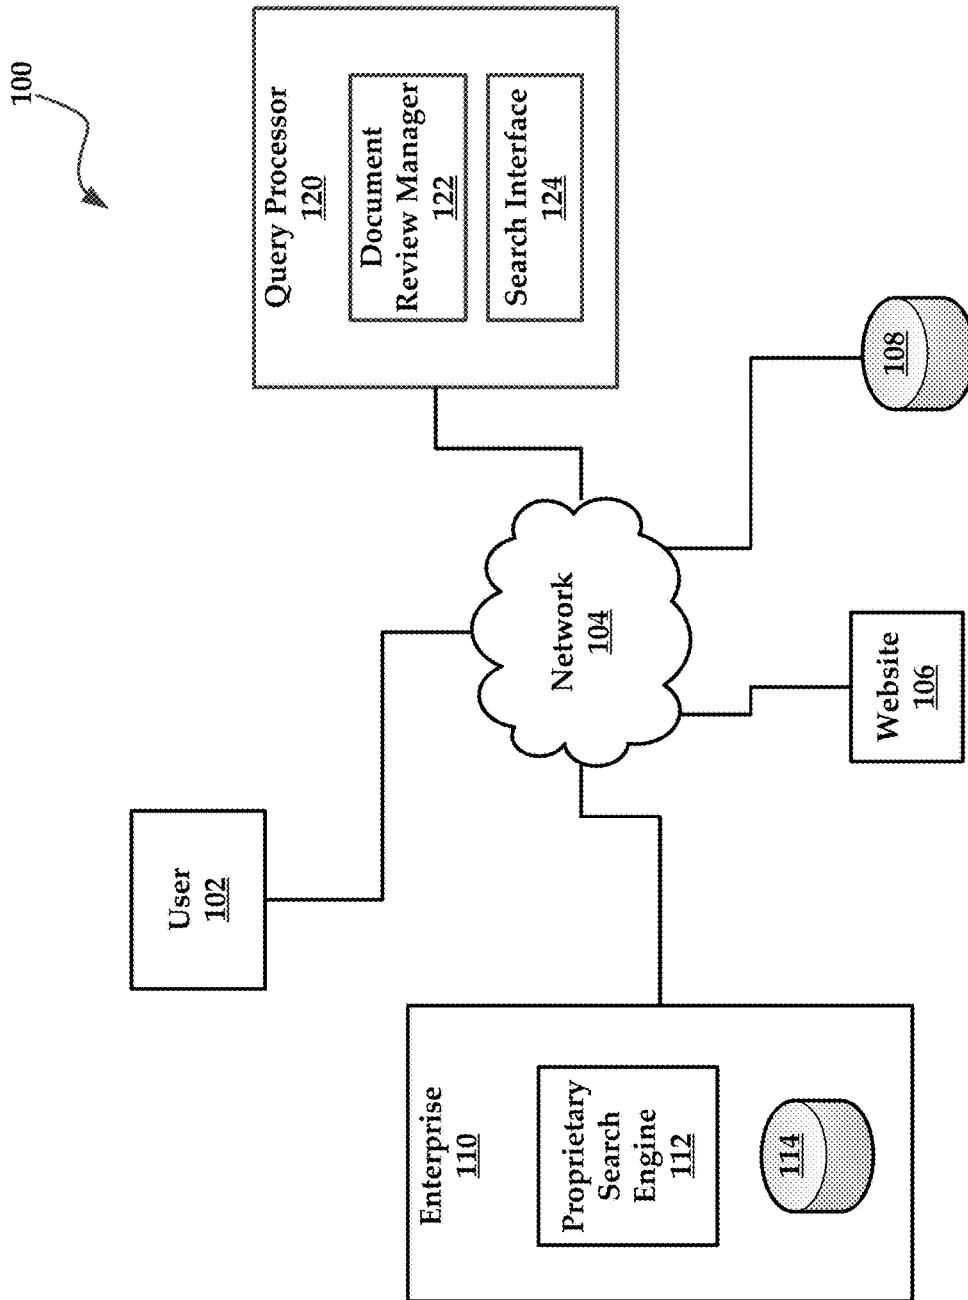 100
User
102
Enterprise
110
Proprietary
Search
Engine
112
114
Network
104
Website
106
108
Query Processor
120
Document
Review Manager
122
Search Interface
124